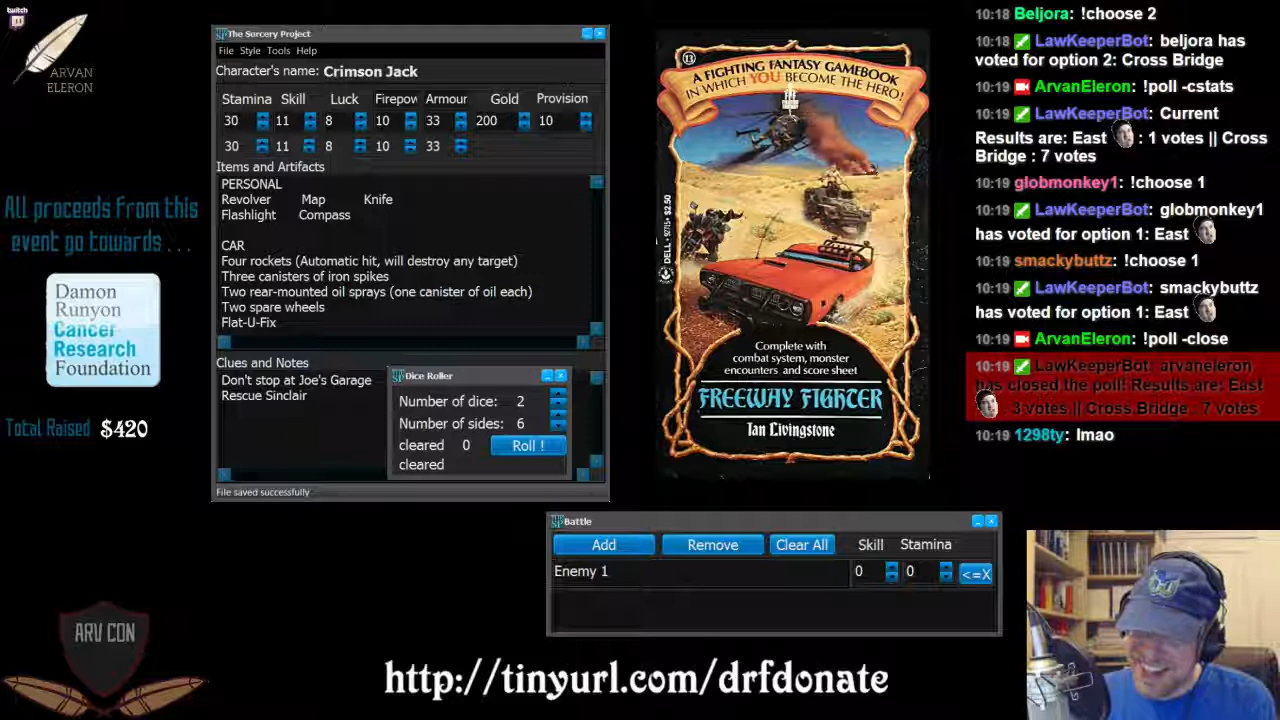 twitch
ARVAN
ELERON
All proceeds from this
event go towards . . .
Damon
Runyon
Cancer
Research
Foundation
Total Raised $420
ARV CON
The Sorcery Project
File Style Tools Help
Character's name: Crimson Jack
Stamina Skill Luck Firepow Armour Gold Provision
30 11 8 10 33 200 10
30 11 8 10 33
Items and Artifacts
PERSONAL
Revolver Map Knife
Flashlight Compass
CAR
Four rockets (Automatic hit, will destroy any target)
Three canisters of iron spikes
Two rear-mounted oil sprays (one canister of oil each)
Two spare wheels
Flat-U-Fix
Clues and Notes
Don't stop at Joe's Garage
Rescue Sinclair
File saved successfully
Dice Roller
Number of dice: 2
Number of sides: 6
cleared 0 Roll !
cleared
13
A FIGHTING FANTASY GAMEBOOK
IN WHICH YOU BECOME THE HERO!
DELL • 92715 • $2.50
Complete with
combat system, monster
encounters and score sheet
FREEWAY FIGHTER
Ian Livingstone
Battle
Add Remove Clear All Skill Stamina
Enemy 1 0 0 <=X
http://tinyurl.com/drfdonate
10:18 Beljora: !choose 2
10:18 LawKeeperBot: beljora has
voted for option 2: Cross Bridge
10:19 ArvanEleron: !poll -cstats
10:19 LawKeeperBot: Current
Results are: East : 1 votes || Cross
Bridge : 7 votes
10:19 globmonkey1: !choose 1
10:19 LawKeeperBot: globmonkey1
has voted for option 1: East
10:19 smackybuttz: !choose 1
10:19 LawKeeperBot: smackybuttz
has voted for option 1: East
10:19 ArvanEleron: !poll -close
10:19 LawKeeperBot: arvaneleron
has closed the poll! Results are: East
: 3 votes || Cross Bridge : 7 votes
10:19 1298ty: lmao